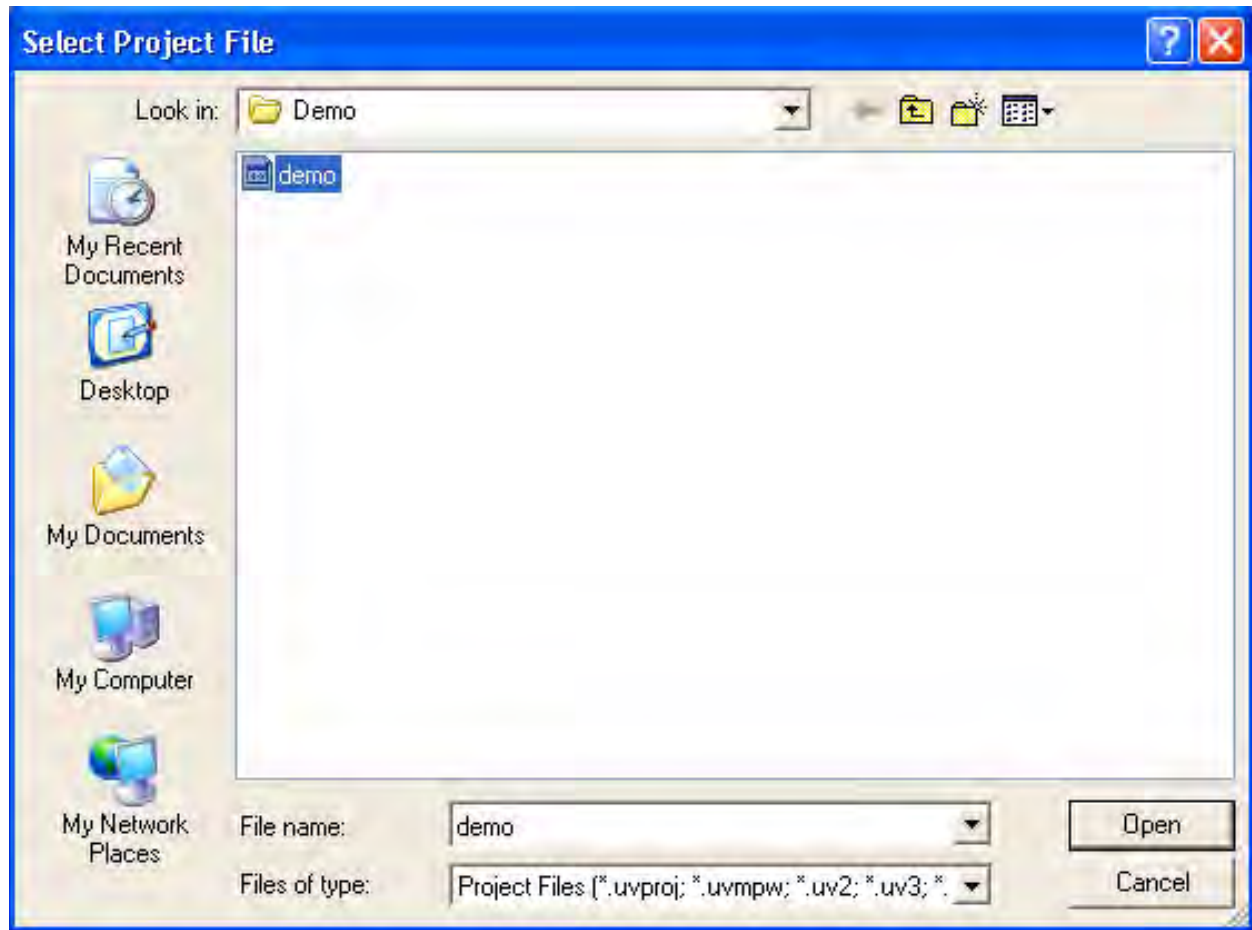 Select Project File
Look in: Demo
demo
My Recent
Documents
Desktop
My Documents
My Computer
My Network
Places
File name: demo Open
Files of type: Project Files (*.uvproj; *.uvmpw; *.uv2; *.uv3; *. Cancel